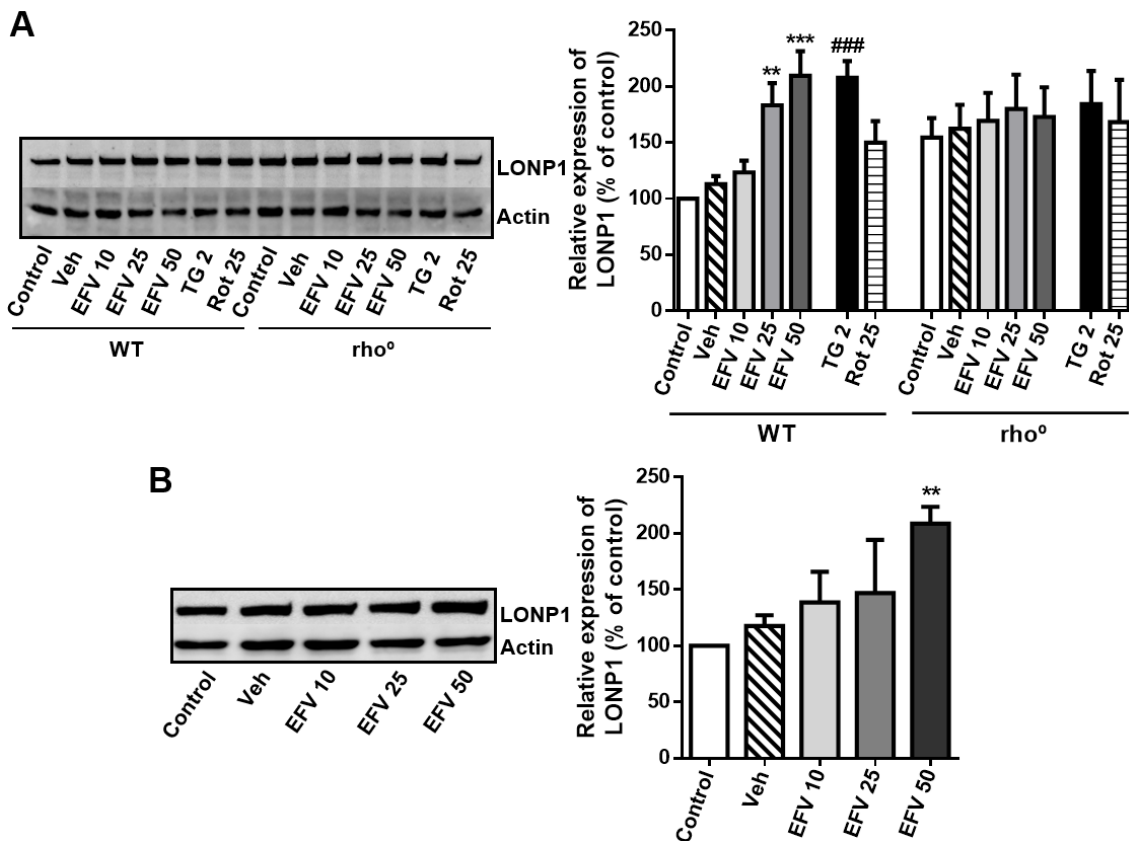 A
LONP1
Actin
Control
Veh
EFV 10
EFV 25
EFV 50
TG 2
Rot 25
Control
Veh
EFV 10
EFV 25
EFV 50
TG 2
Rot 25
WT
rhoº
Relative expression of
LONP1 (% of control)
250
200
150
100
50
0
**
***
###
Control
Veh
EFV 10
EFV 25
EFV 50
TG 2
Rot 25
Control
Veh
EFV 10
EFV 25
EFV 50
TG 2
Rot 25
WT
rhoº
B
LONP1
Actin
Control
Veh
EFV 10
EFV 25
EFV 50
Relative expression of
LONP1 (% of control)
250
200
150
100
50
0
**
Control
Veh
EFV 10
EFV 25
EFV 50